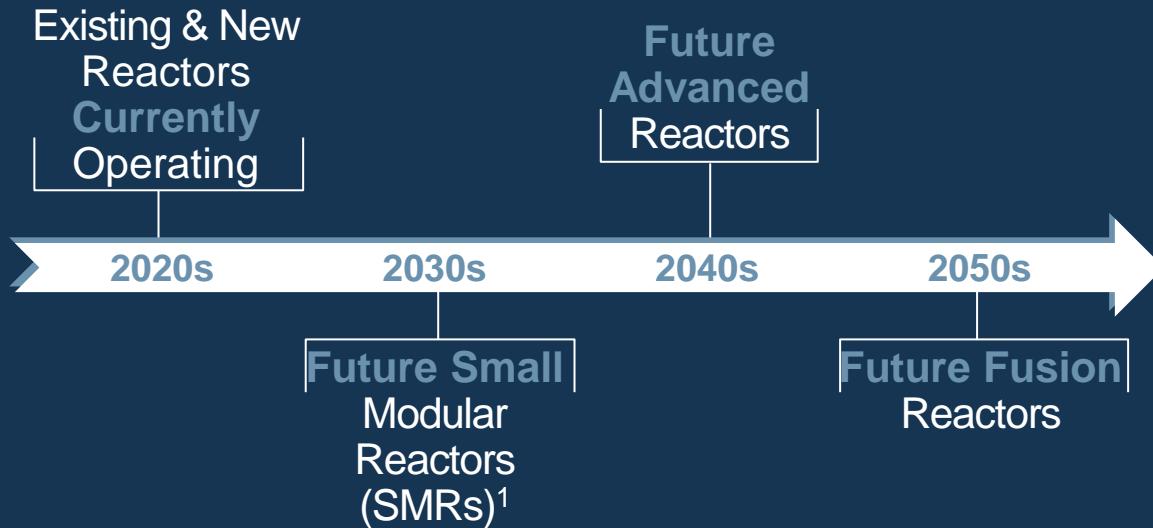 Existing & New
Reactors
Currently
Operating
Future
Advanced
Reactors
2020s
2030s
2040s
2050s
Future Small
Modular
Reactors
(SMRs)1
Future Fusion
Reactors